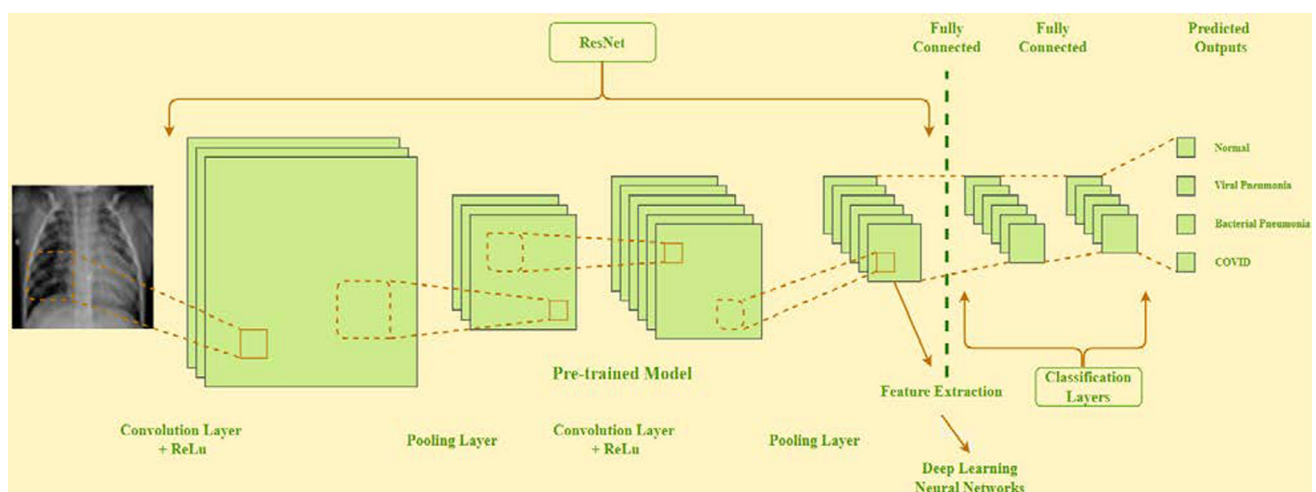 ResNet
Fully
Connected
Fully
Connected
Predicted
Outputs
Normal
Viral Pneumonia
Bacterial Pneumonia
COVID
Pre-trained Model
Feature Extraction
Classification
Layers
Convolution Layer
+ ReLu
Pooling Layer
Convolution Layer
+ ReLu
Pooling Layer
Deep Learning
Neural Networks